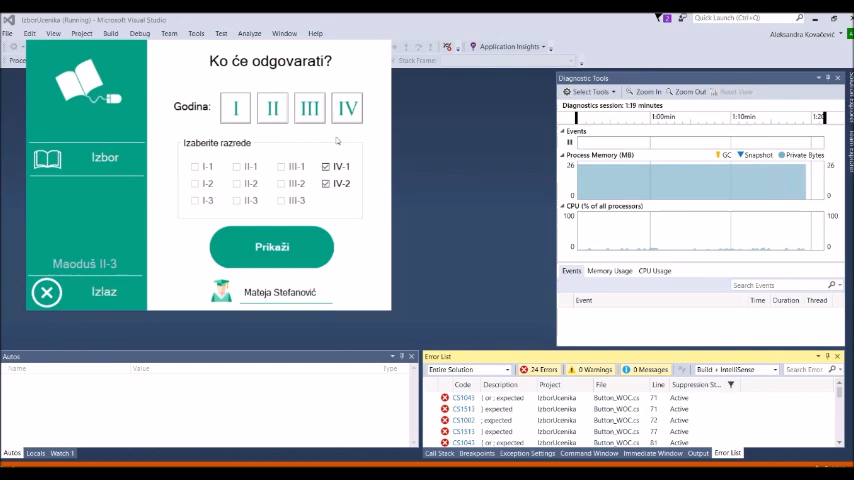 IzborUcenika (Running) - Microsoft Visual Studio
2
Quick Launch (Ctrl+Q)
File Edit View Project Build Debug Team Tools Test Analyze Window Help
Aleksandra Kovačević
Application Insights
Proce
Stack Frame:
Ko će odgovarati?
Godina: I II III IV
Izaberite razrede
I-1 II-1 III-1 IV-1
I-2 II-2 III-2 IV-2
I-3 II-3 III-3
Prikaži
Mateja Stefanović
Izbor
Maoduš II-3
Izlaz
Diagnostic Tools
Select Tools Zoom In Zoom Out Reset View
Diagnostics session: 1:19 minutes
1:00min 1:10min 1:20
Events
Process Memory (MB) GC Snapshot Private Bytes
26 26
0 0
CPU (% of all processors)
100 100
0 0
Events Memory Usage CPU Usage
Search Events
Event Time Duration Thread
Autos
Name Value Type
Autos Locals Watch 1
Error List
Entire Solution 24 Errors 0 Warnings 0 Messages Build + IntelliSense Search Error
Code Description Project File Line Suppression St...
CS1043 { or ; expected IzborUcenika Button_WOC.cs 71 Active
CS1513 } expected IzborUcenika Button_WOC.cs 71 Active
CS1002 ; expected IzborUcenika Button_WOC.cs 72 Active
CS1513 } expected IzborUcenika Button_WOC.cs 77 Active
CS1043 { or ; expected IzborUcenika Button_WOC.cs 81 Active
Call Stack Breakpoints Exception Settings Command Window Immediate Window Output Error List